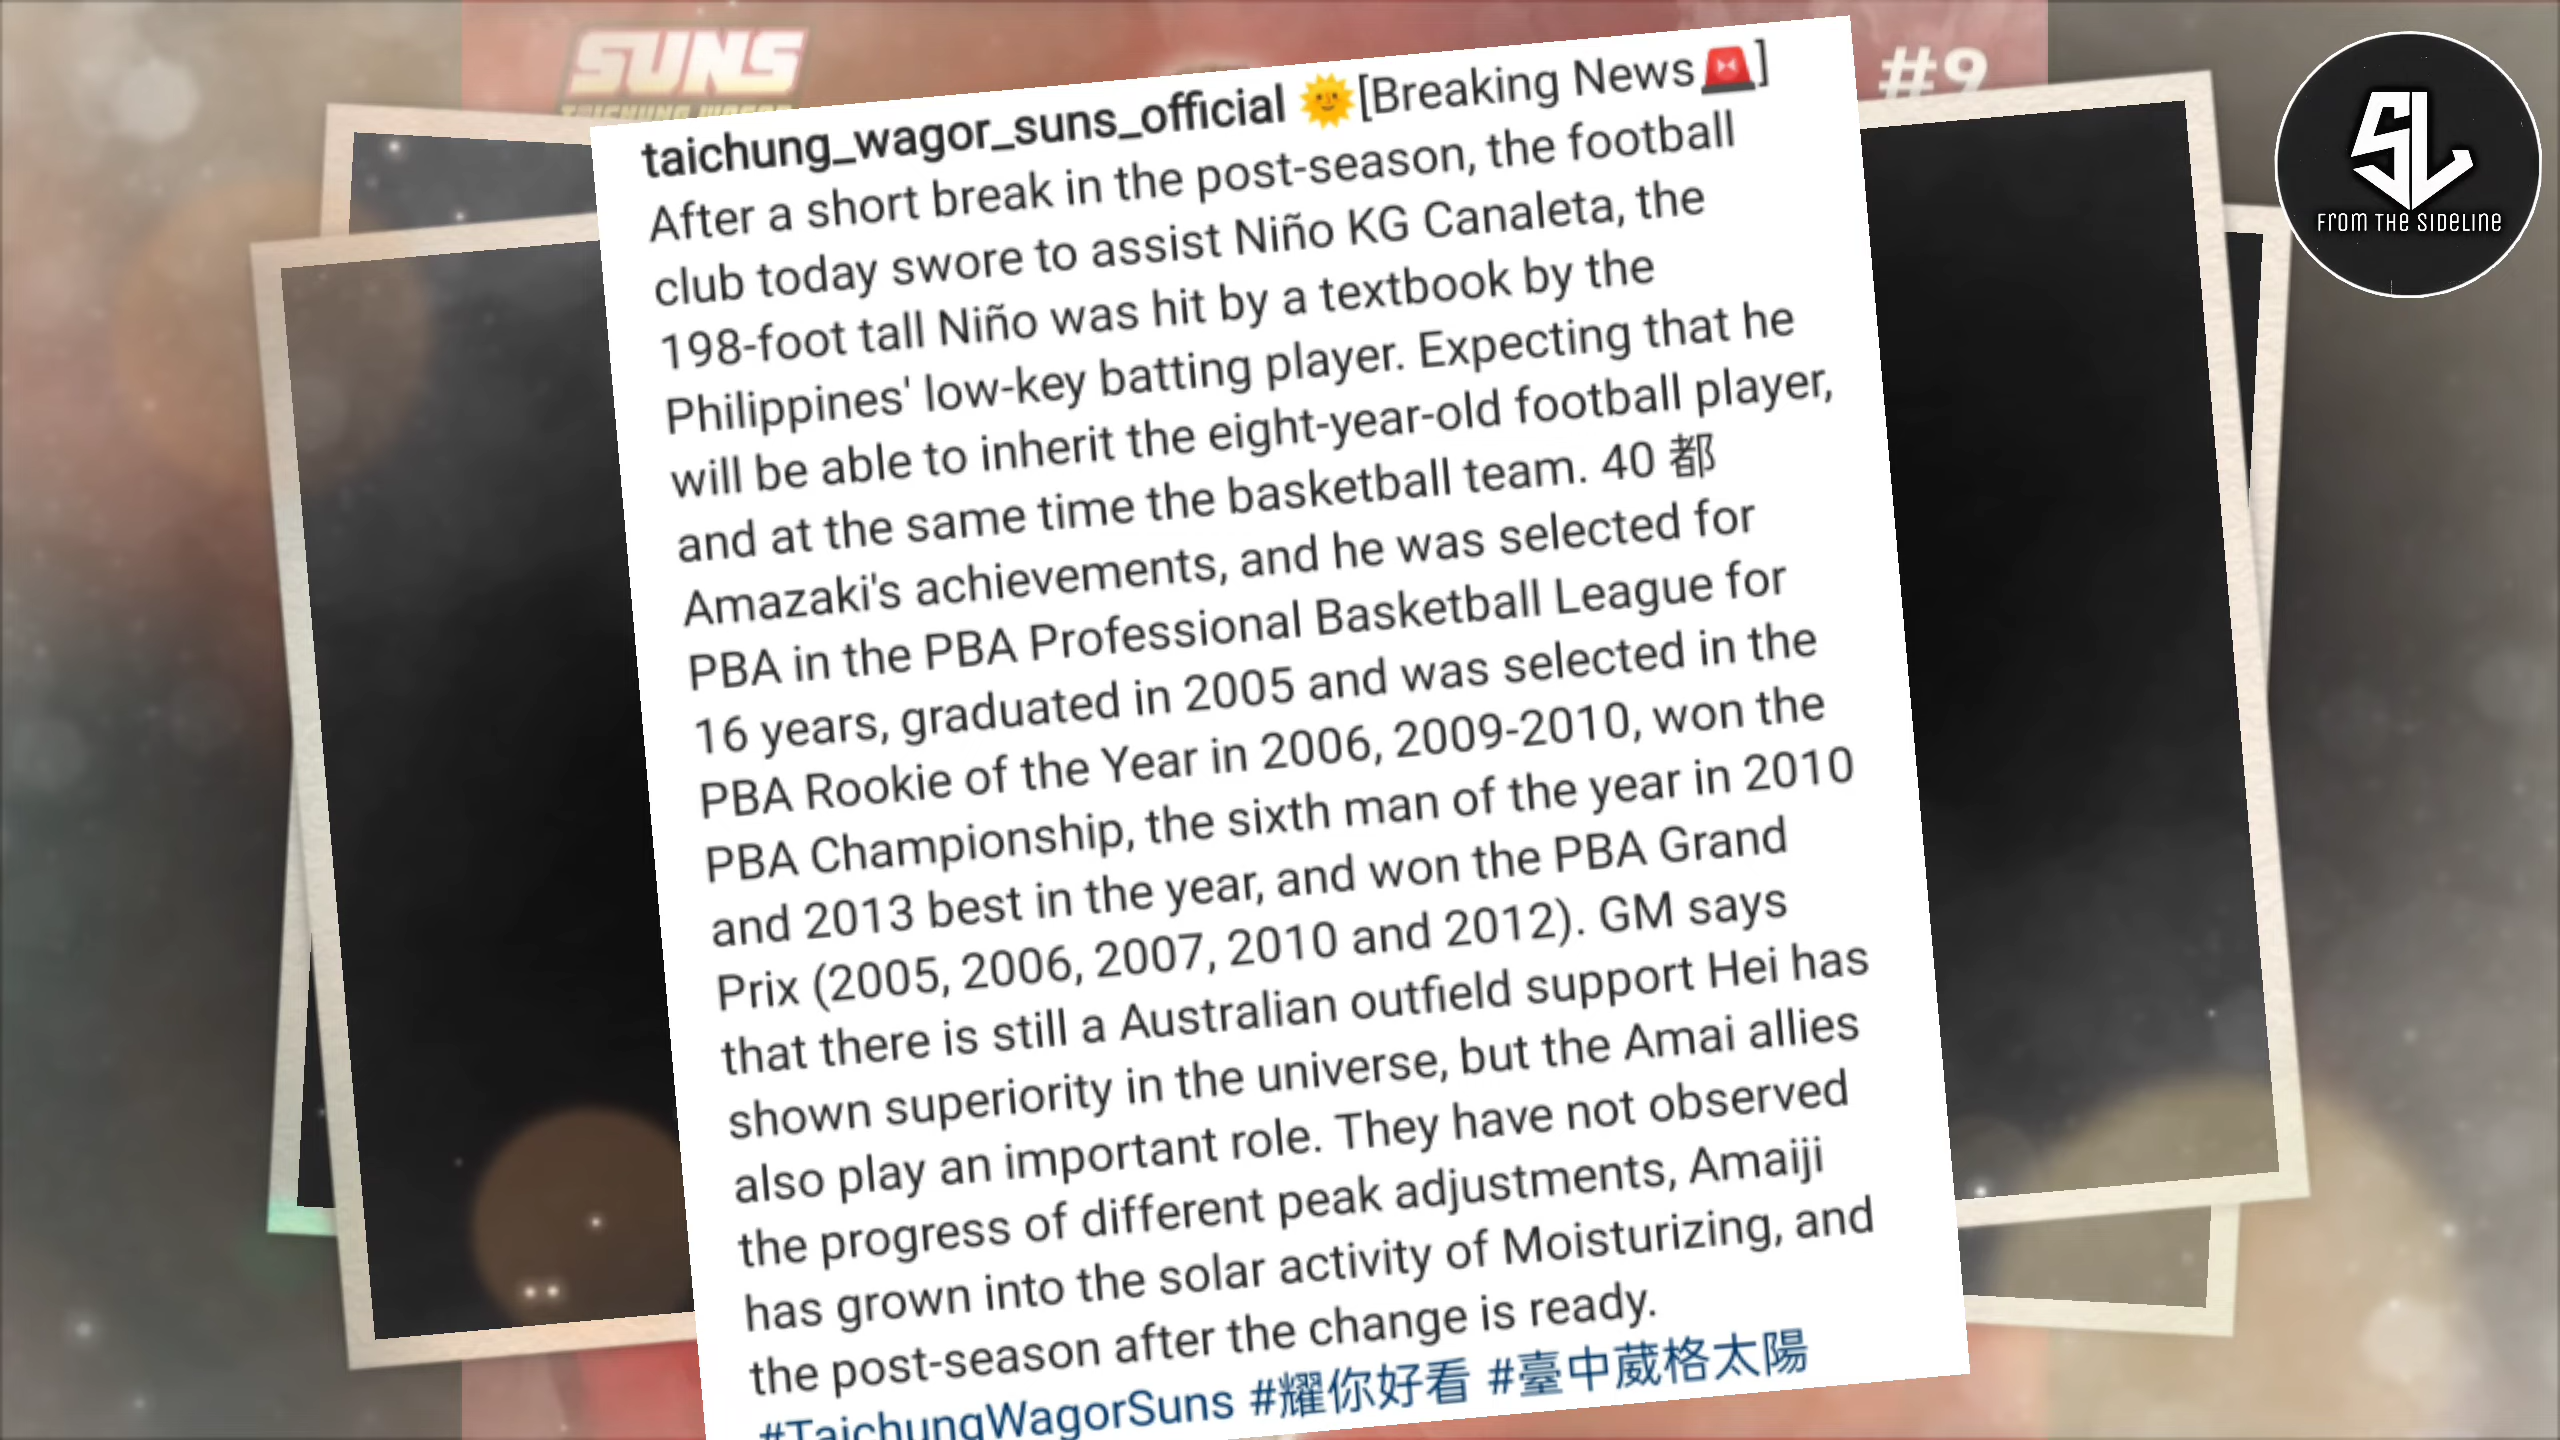 SUNS
TAICHUNG WAGOR
#9
SL
FROM THE SIDELINE
taichung_wagor_suns_official 🌞[Breaking News🚨]
After a short break in the post-season, the football
club today swore to assist Niño KG Canaleta, the
198-foot tall Niño was hit by a textbook by the
Philippines' low-key batting player. Expecting that he
will be able to inherit the eight-year-old football player,
and at the same time the basketball team. 40 都
Amazaki's achievements, and he was selected for
PBA in the PBA Professional Basketball League for
16 years, graduated in 2005 and was selected in the
PBA Rookie of the Year in 2006, 2009-2010, won the
PBA Championship, the sixth man of the year in 2010
and 2013 best in the year, and won the PBA Grand
Prix (2005, 2006, 2007, 2010 and 2012). GM says
that there is still a Australian outfield support Hei has
shown superiority in the universe, but the Amai allies
also play an important role. They have not observed
the progress of different peak adjustments, Amaiji
has grown into the solar activity of Moisturizing, and
the post-season after the change is ready.
#TaichungWagorSuns #耀你好看 #臺中葳格太陽